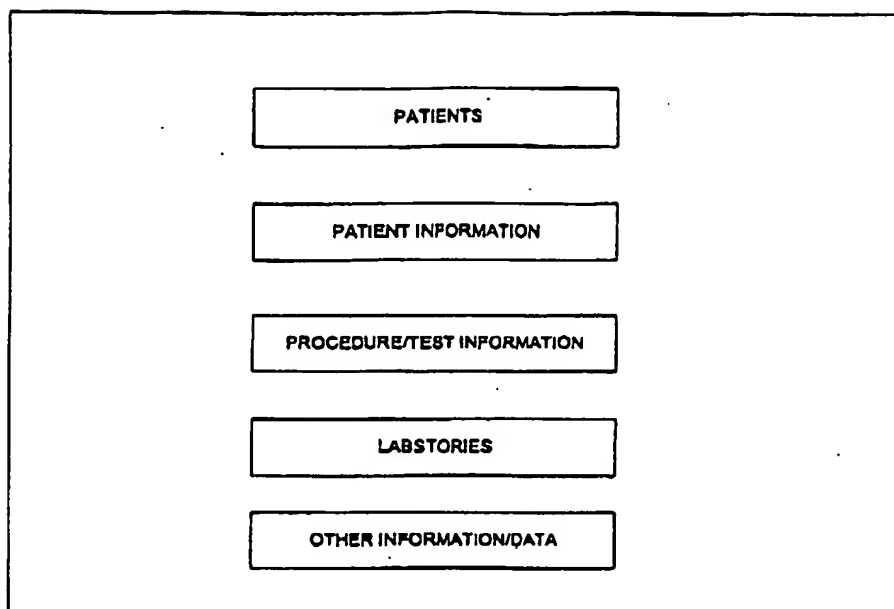 PATIENTS
PATIENT INFORMATION
PROCEDURE/TEST INFORMATION
LABSTORIES
OTHER INFORMATION/DATA